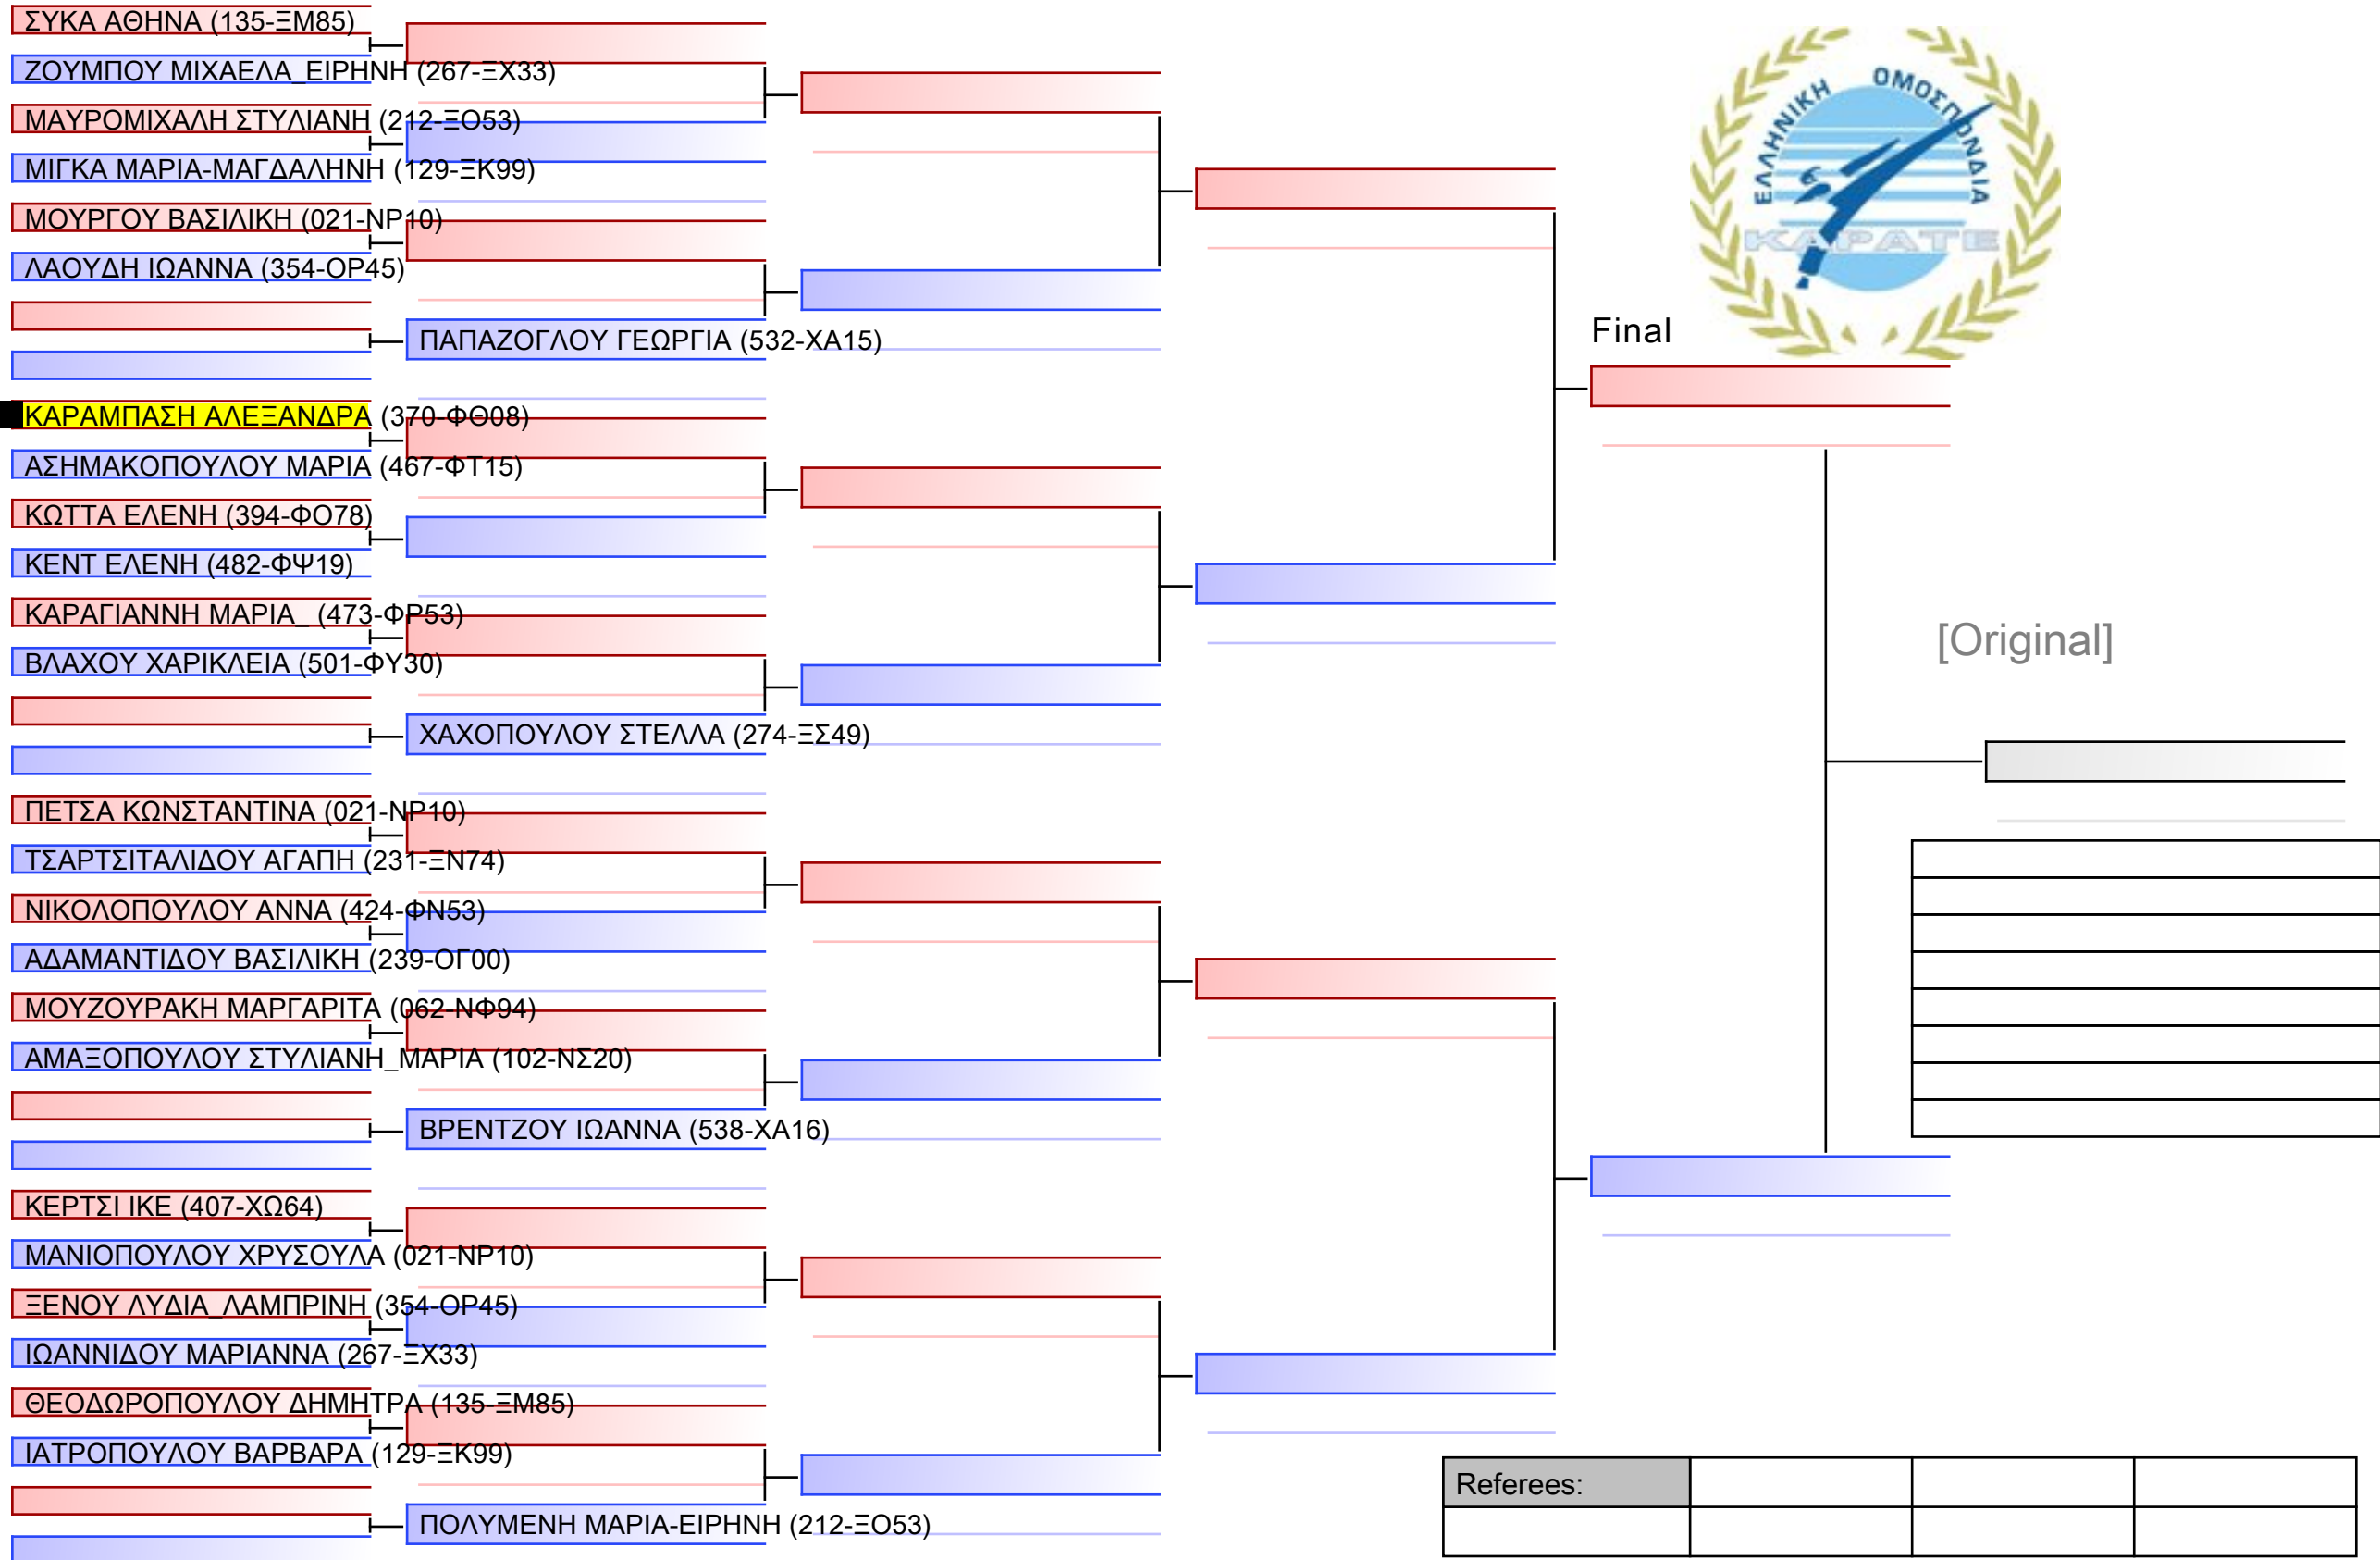 ΣΥΚΑ ΑΘΗΝΑ (135-ΞΜ85)
ΖΟΥΜΠΟΥ ΜΙΧΑΕΛΑ_ΕΙΡΗΝΗ (267-ΞΧ33)
ΜΑΥΡΟΜΙΧΑΛΗ ΣΤΥΛΙΑΝΗ (212-ΞΟ53)
ΜΙΓΚΑ ΜΑΡΙΑ-ΜΑΓΔΑΛΗΝΗ (129-ΞΚ99)
ΜΟΥΡΓΟΥ ΒΑΣΙΛΙΚΗ (021-ΝΡ10)
ΛΑΟΥΔΗ ΙΩΑΝΝΑ (354-ΟΡ45)
ΠΑΠΑΖΟΓΛΟΥ ΓΕΩΡΓΙΑ (532-ΧΑ15)
ΚΑΡΑΜΠΑΣΗ ΑΛΕΞΑΝΔΡΑ (370-ΦΘ08)
ΑΣΗΜΑΚΟΠΟΥΛΟΥ ΜΑΡΙΑ (467-ΦΤ15)
ΚΩΤΤΑ ΕΛΕΝΗ (394-ΦΟ78)
ΚΕΝΤ ΕΛΕΝΗ (482-ΦΨ19)
ΚΑΡΑΓΙΑΝΝΗ ΜΑΡΙΑ_ (473-ΦΡ53)
ΒΛΑΧΟΥ ΧΑΡΙΚΛΕΙΑ (501-ΦΥ30)
ΧΑΧΟΠΟΥΛΟΥ ΣΤΕΛΛΑ (274-ΞΣ49)
ΠΕΤΣΑ ΚΩΝΣΤΑΝΤΙΝΑ (021-ΝΡ10)
ΤΣΑΡΤΣΙΤΑΛΙΔΟΥ ΑΓΑΠΗ (231-ΞΝ74)
ΝΙΚΟΛΟΠΟΥΛΟΥ ΑΝΝΑ (424-ΦΝ53)
ΑΔΑΜΑΝΤΙΔΟΥ ΒΑΣΙΛΙΚΗ (239-ΟΓ00)
ΜΟΥΖΟΥΡΑΚΗ ΜΑΡΓΑΡΙΤΑ (062-ΝΦ94)
ΑΜΑΞΟΠΟΥΛΟΥ ΣΤΥΛΙΑΝΗ_ΜΑΡΙΑ (102-ΝΣ20)
ΒΡΕΝΤΖΟΥ ΙΩΑΝΝΑ (538-ΧΑ16)
ΚΕΡΤΣΙ ΙΚΕ (407-ΧΩ64)
ΜΑΝΙΟΠΟΥΛΟΥ ΧΡΥΣΟΥΛΑ (021-ΝΡ10)
ΞΕΝΟΥ ΛΥΔΙΑ_ΛΑΜΠΡΙΝΗ (354-ΟΡ45)
ΙΩΑΝΝΙΔΟΥ ΜΑΡΙΑΝΝΑ (267-ΞΧ33)
ΘΕΟΔΩΡΟΠΟΥΛΟΥ ΔΗΜΗΤΡΑ (135-ΞΜ85)
ΙΑΤΡΟΠΟΥΛΟΥ ΒΑΡΒΑΡΑ (129-ΞΚ99)
ΠΟΛΥΜΕΝΗ ΜΑΡΙΑ-ΕΙΡΗΝΗ (212-ΞΟ53)
ΕΛΛΗΝΙΚΗ ΟΜΟΣΠΟΝΔΙΑ
ΚΑΡΑΤΕ
Final
[Original]
Referees: